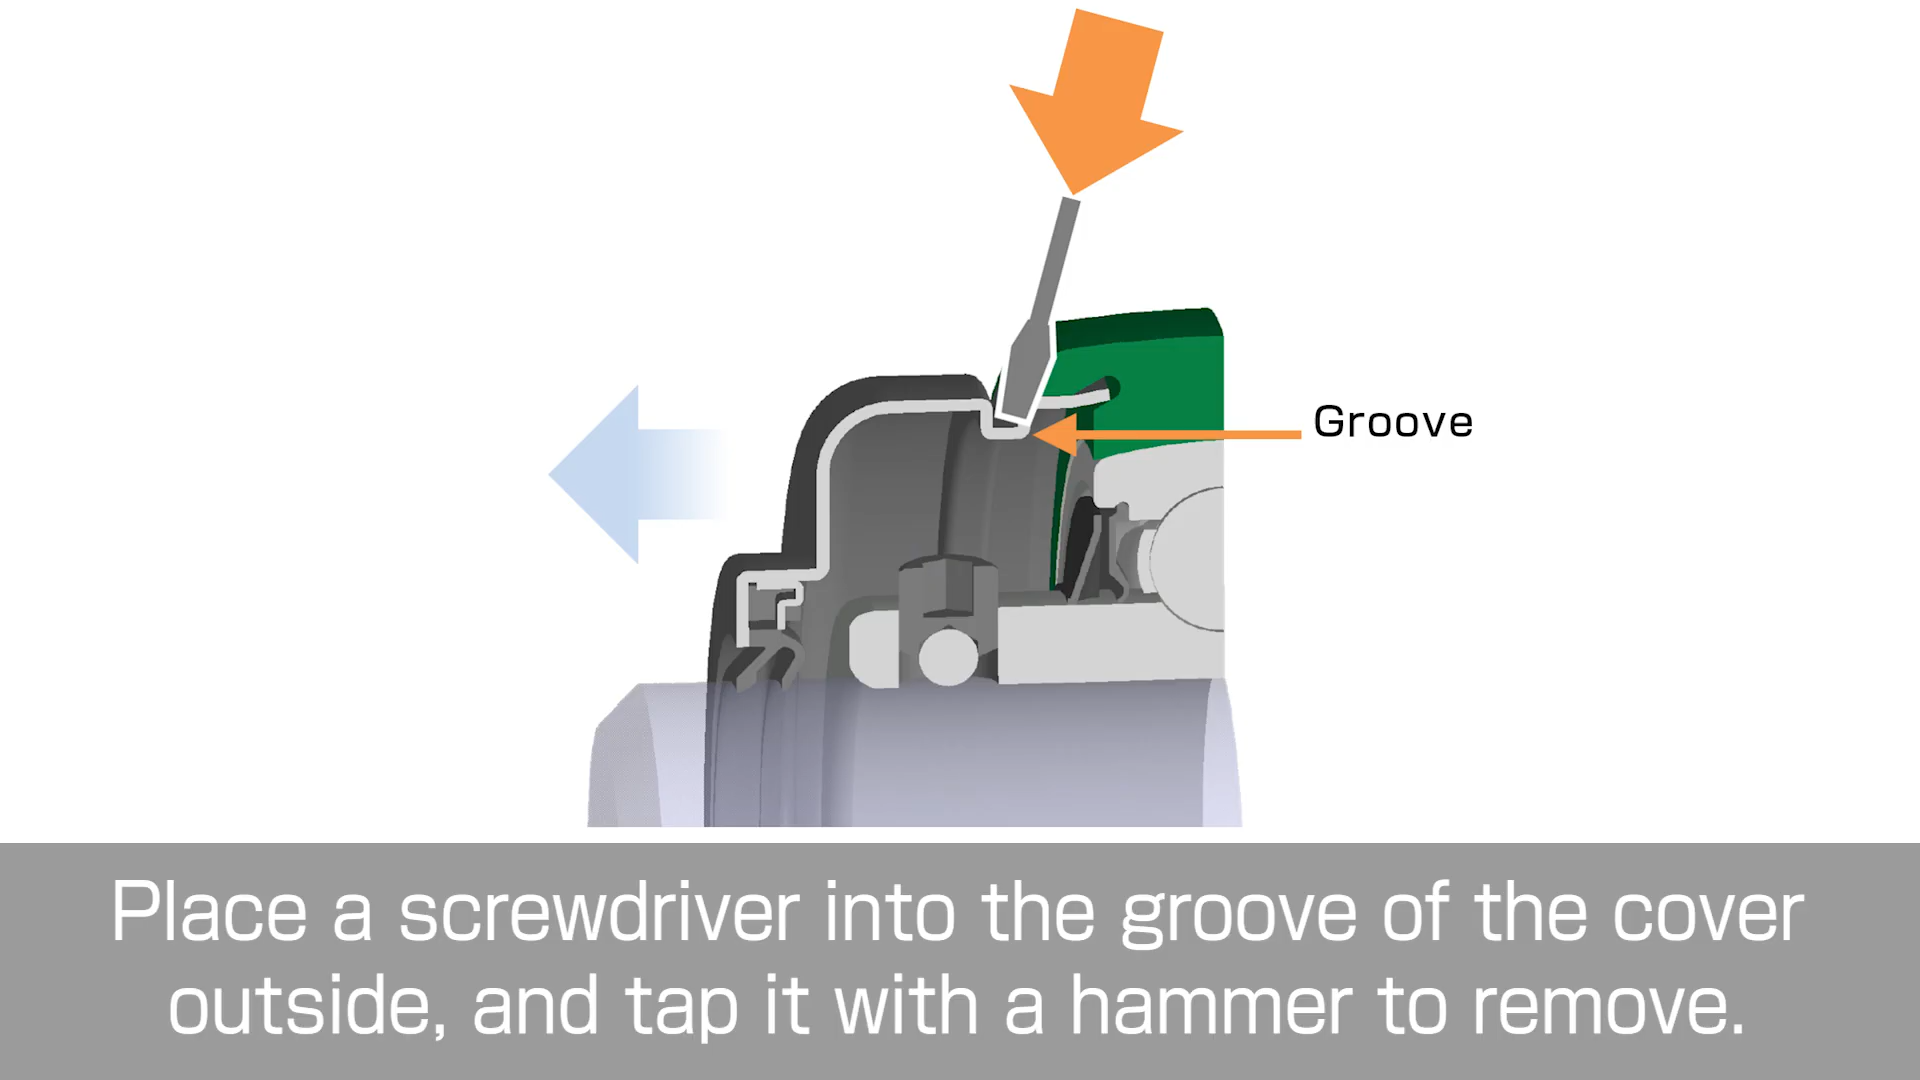 Groove
Place a screwdriver into the groove of the cover
outside, and tap it with a hammer to remove.